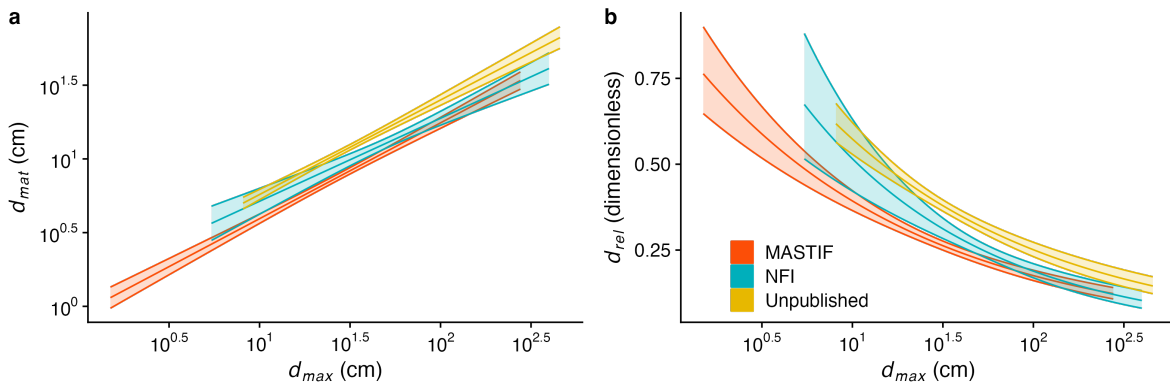 a
10^1.5
10^1
10^0.5
10^0
d_mat (cm)
10^0.5
10^1
10^1.5
10^2
10^2.5
d_max (cm)
b
0.75
0.50
0.25
d_rel (dimensionless)
MASTIF
NFI
Unpublished
10^0.5
10^1
10^1.5
10^2
10^2.5
d_max (cm)